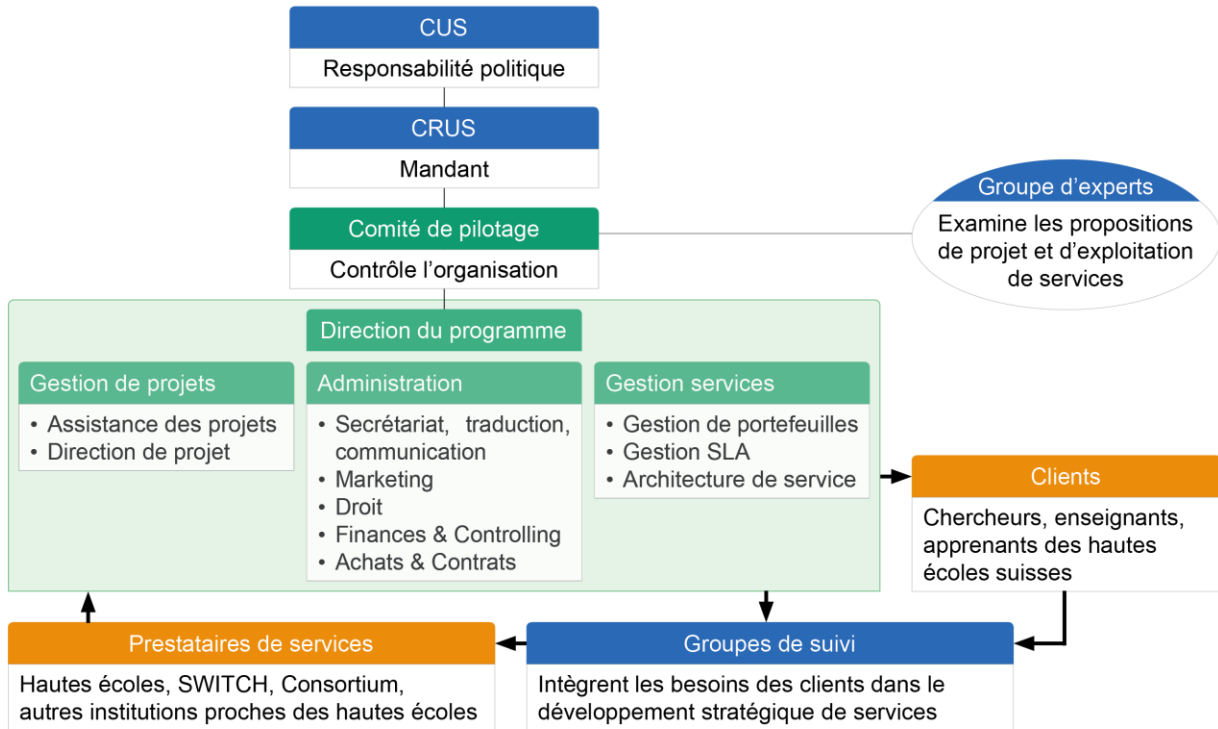 CUS
Responsabilité politique
CRUS
Mandant
Comité de pilotage
Contrôle l'organisation
Groupe d'experts
Examine les propositions
de projet et d'exploitation
de services
Direction du programme
Gestion de projets
• Assistance des projets
• Direction de projet
Administration
• Secrétariat, traduction,
communication
• Marketing
• Droit
• Finances & Controlling
• Achats & Contrats
Gestion services
• Gestion de portefeuilles
• Gestion SLA
• Architecture de service
Clients
Chercheurs, enseignants,
apprenants des hautes
écoles suisses
Prestataires de services
Hautes écoles, SWITCH, Consortium,
autres institutions proches des hautes écoles
Groupes de suivi
Intègrent les besoins des clients dans le
développement stratégique de services